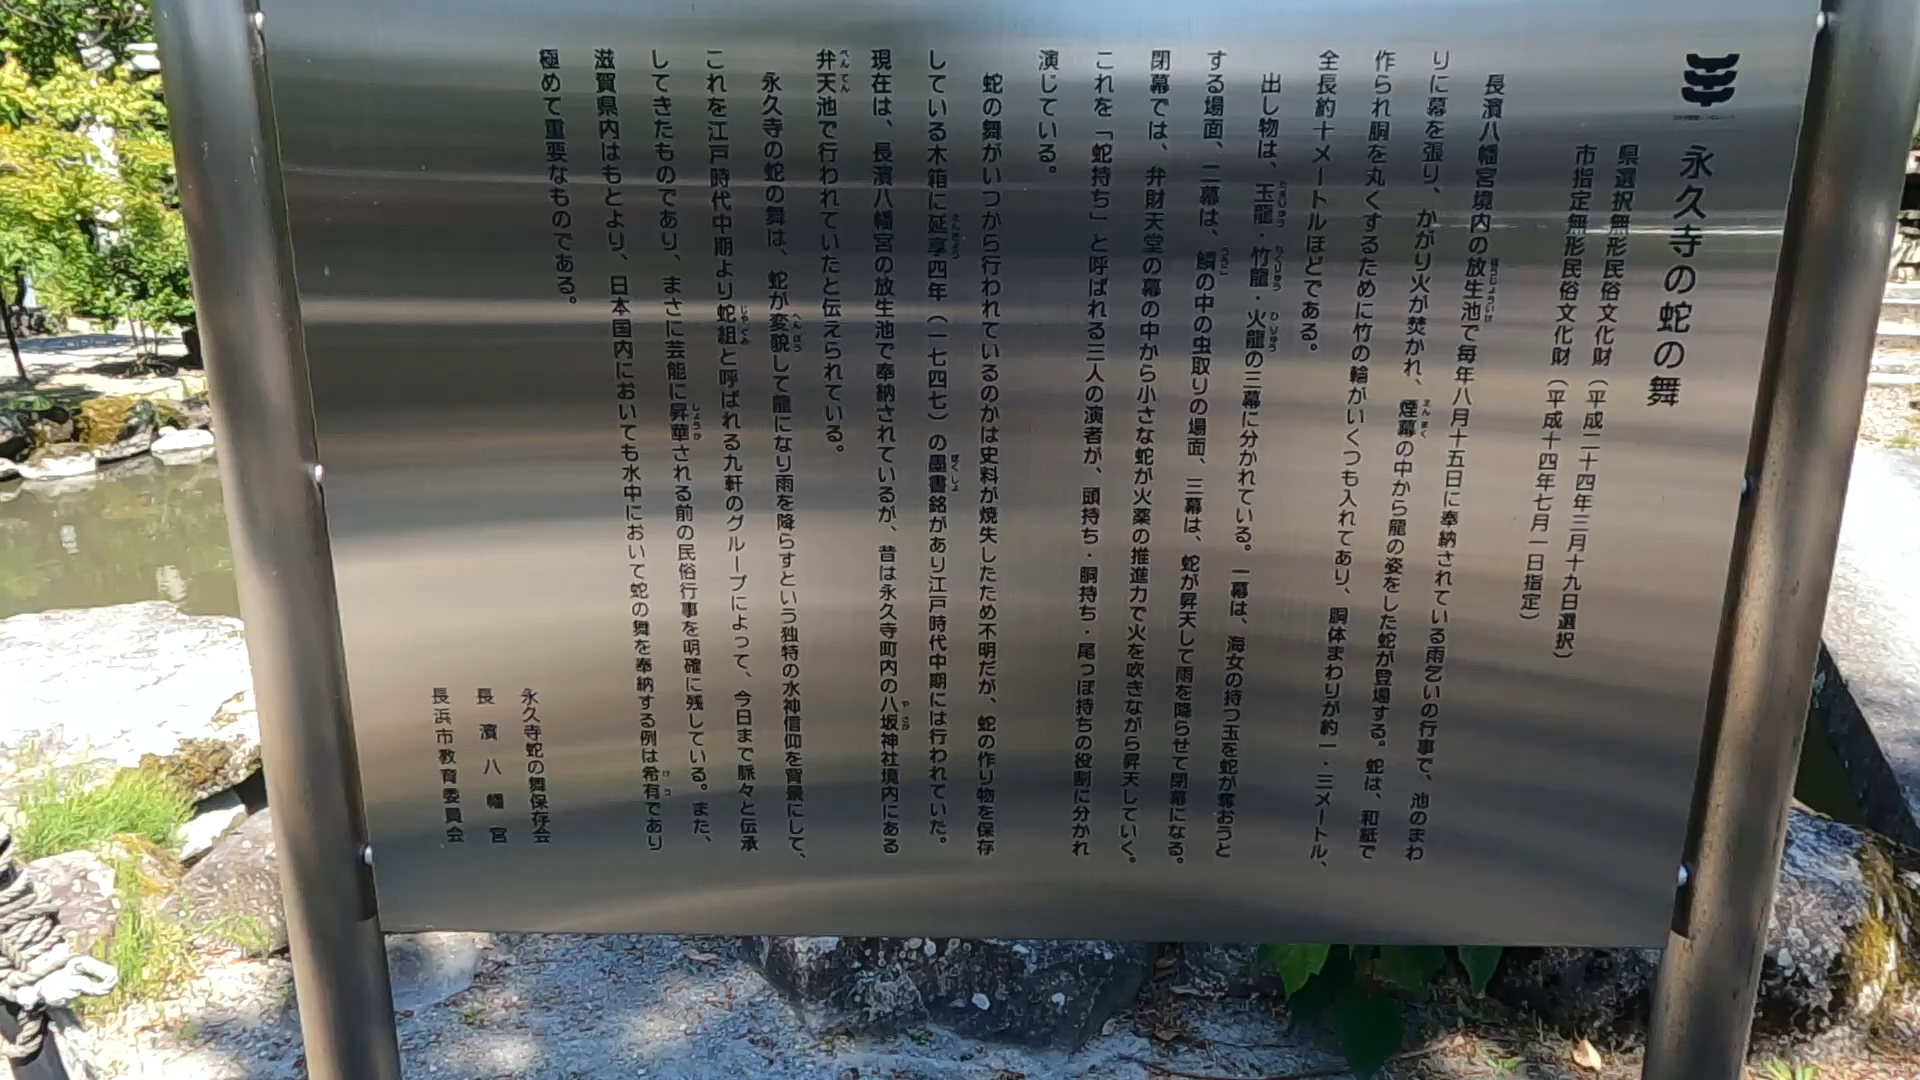 永久寺の蛇の舞
県選択無形民俗文化財（平成二十四年三月十九日選択）
市指定無形民俗文化財（平成十四年七月一日指定）
長濱八幡宮境内の放生池で毎年八月十五日に奉納されている雨乞いの行事で、池のまわ
りに幕を張り、かがり火が焚かれ、煙幕の中から龍の姿をした蛇が登場する。蛇は、和紙で
作られ胴を丸くするために竹の輪がいくつも入れてあり、胴体まわりが約一・三メートル、
全長約十メートルほどである。
出し物は、玉龍・竹龍・火龍の三幕に分かれている。一幕は、海女の持つ玉を蛇が奪おうと
する場面、二幕は、鱗の中の虫取りの場面、三幕は、蛇が昇天して雨を降らせて閉幕になる。
閉幕では、弁財天堂の幕の中から小さな蛇が火薬の推進力で火を吹きながら昇天していく。
これを「蛇持ち」と呼ばれる三人の演者が、頭持ち・胴持ち・尾っぽ持ちの役割に分かれ
演じている。
蛇の舞がいつから行われているのかは史料が焼失したため不明だが、蛇の作り物を保存
している木箱に延享四年（一七四七）の墨書銘があり江戸時代中期には行われていた。
現在は、長濱八幡宮の放生池で奉納されているが、昔は永久寺町内の八坂神社境内にある
弁天池で行われていたと伝えられている。
永久寺の蛇の舞は、蛇が変貌して龍になり雨を降らすという独特の水神信仰を背景にして、
これを江戸時代中期より蛇組と呼ばれる九軒のグループによって、今日まで脈々と伝承
してきたものであり、まさに芸能に昇華される前の民俗行事を明確に残している。また、
滋賀県内はもとより、日本国内においても水中において蛇の舞を奉納する例は希有であり
極めて重要なものである。
永久寺蛇の舞保存会
長濱八幡宮
長浜市教育委員会